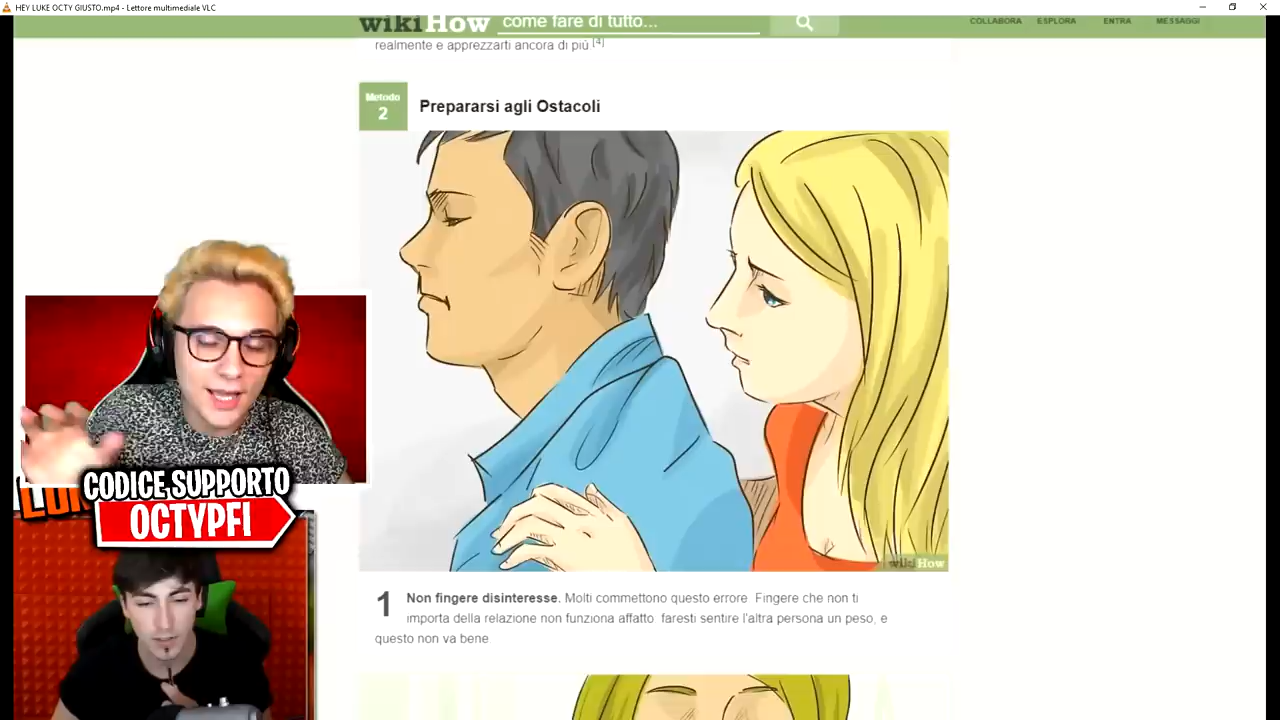 HEY LUKE OCTY GIUSTO.mp4 - Lettore multimediale VLC
wikiHow come fare di tutto...
COLLABORA ESPLORA ENTRA MESSAGGI
realmente e apprezzarti ancora di più [4]
Metodo
2
Prepararsi agli Ostacoli
wikiHow
CODICE SUPPORTO
OCTYPFI
1 Non fingere disinteresse. Molti commettono questo errore. Fingere che non ti
importa della relazione non funziona affatto: faresti sentire l'altra persona un peso, e
questo non va bene.